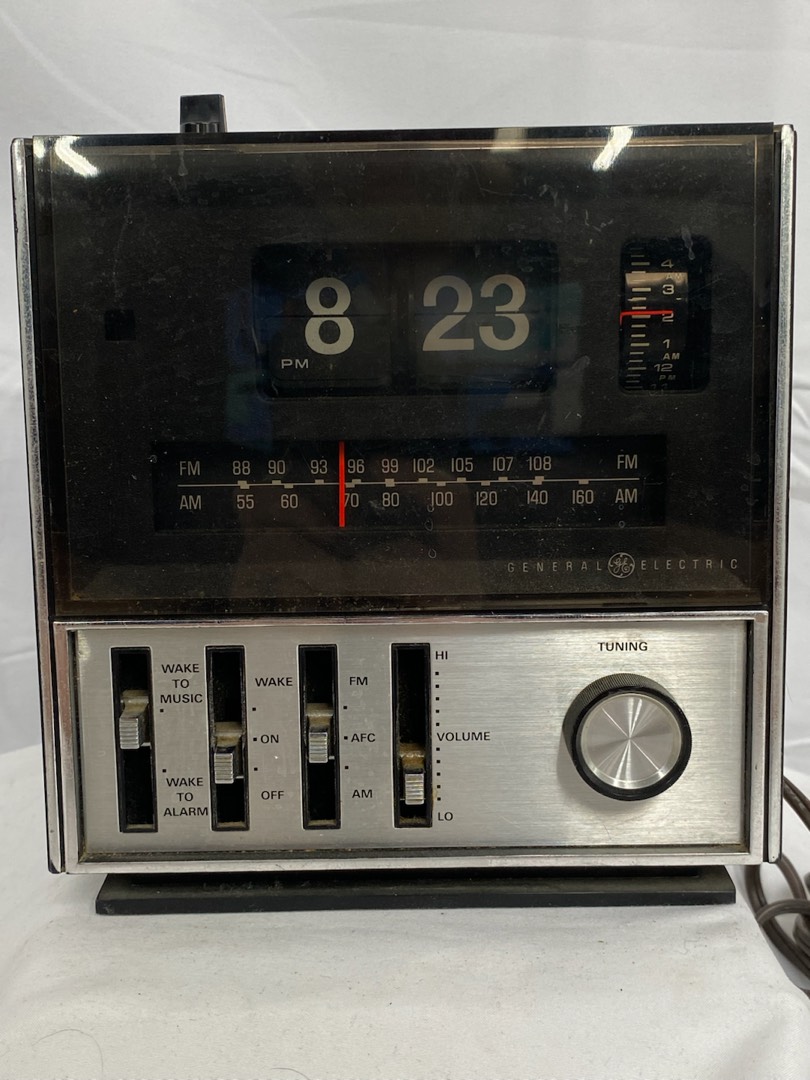 8 23
PM
4
3
2
1
AM
12
PM
FM 88 90 93 96 99 102 105 107 108 FM
AM 55 60 70 80 100 120 140 160 AM
GENERAL GE ELECTRIC
WAKE
TO
MUSIC
WAKE
TO
ALARM
WAKE
ON
OFF
FM
AFC
AM
HI
VOLUME
LO
TUNING